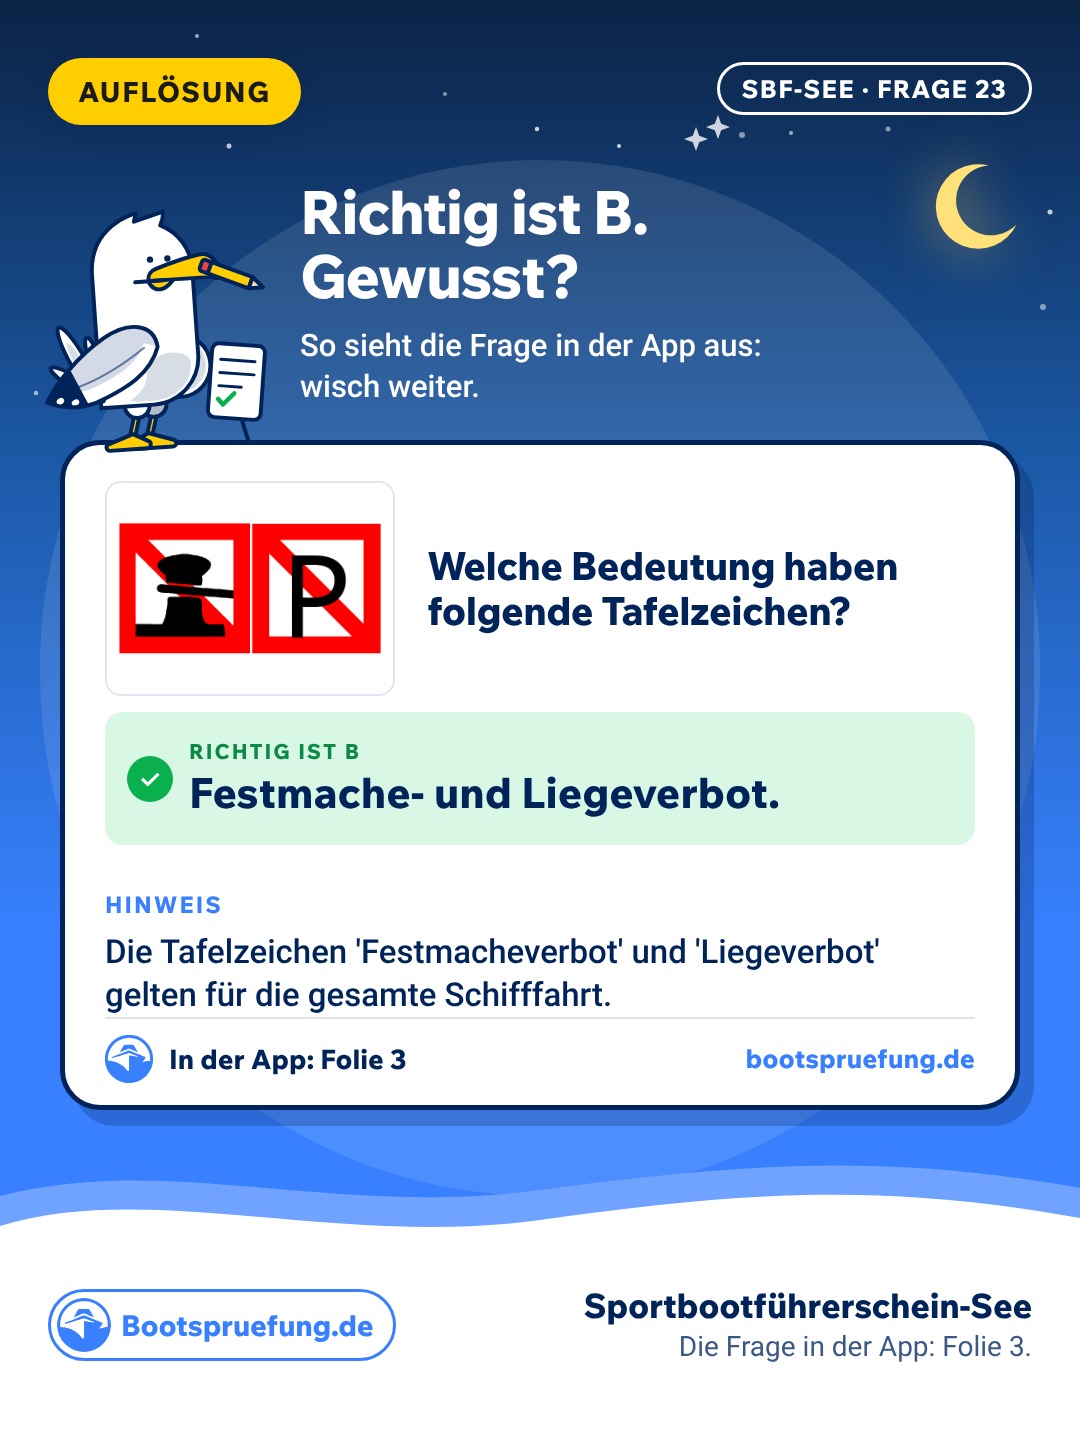 AUFLÖSUNG
SBF-SEE · FRAGE 23
Richtig ist B.
Gewusst?
So sieht die Frage in der App aus:
wisch weiter.
P
Welche Bedeutung haben
folgende Tafelzeichen?
RICHTIG IST B
Festmache- und Liegeverbot.
HINWEIS
Die Tafelzeichen 'Festmacheverbot' und 'Liegeverbot'
gelten für die gesamte Schifffahrt.
In der App: Folie 3
bootspruefung.de
Bootspruefung.de
Sportbootführerschein-See
Die Frage in der App: Folie 3.